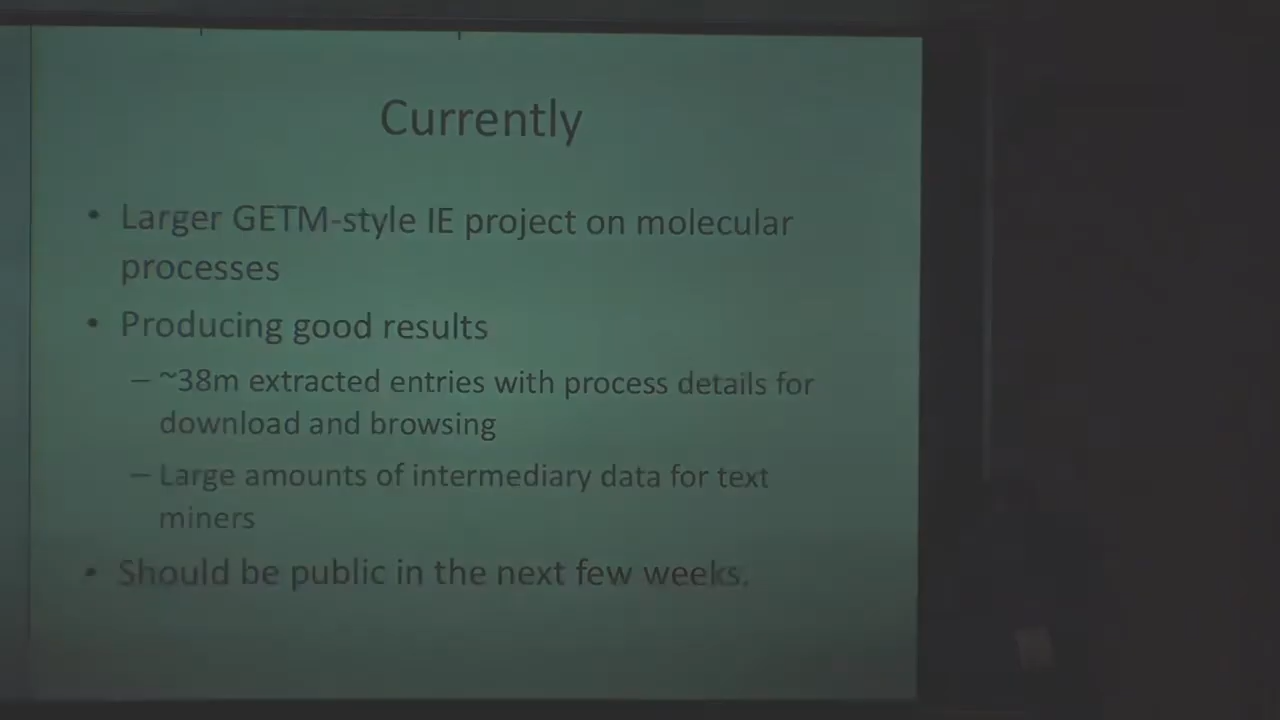 Currently
• Larger GETM-style IE project on molecular
processes
• Producing good results
– ~38m extracted entries with process details for
download and browsing
– Large amounts of intermediary data for text
miners
• Should be public in the next few weeks.